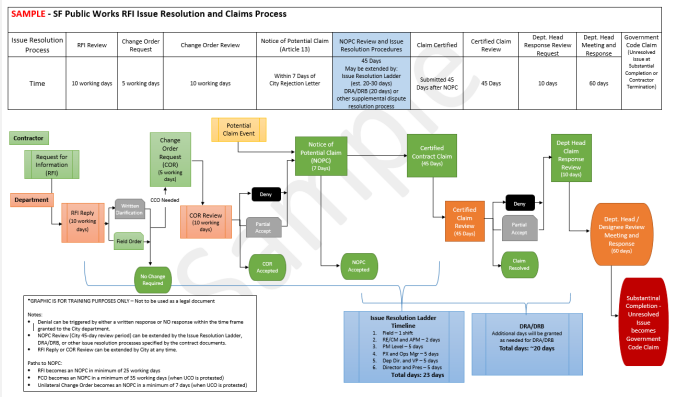 SAMPLE - SF Public Works RFI Issue Resolution and Claims Process
Issue Resolution Process
RFI Review
Change Order Request
Change Order Review
Notice of Potential Claim (Article 13)
NOPC Review and Issue Resolution Procedures
Claim Certified
Certified Claim Review
Dept. Head Response Review Request
Dept. Head Meeting and Response
Government Code Claim (Unresolved Issue at Substantial Completion or Contractor Termination)
Time
10 working days
5 working days
10 working days
Within 7 Days of City Rejection Letter
45 Days
May be extended by:
Issue Resolution Ladder (est. 20-30 days)
DRA/DRB (20 days) or other supplemental dispute resolution process
Submitted 45 Days after NOPC
45 Days
10 days
60 days
Sample
Contractor
Request for Information (RFI)
Department
RFI Reply (10 working days)
Written Clarification
Field Order
CCO Needed
No Change Required
Change Order Request (COR) (5 working days)
COR Review (10 working days)
Potential Claim Event
Deny
Partial Accept
COR Accepted
Notice of Potential Claim (NOPC) (7 Days)
NOPC Accepted
Certified Contract Claim (45 Days)
Certified Claim Review (45 Days)
Deny
Partial Accept
Claim Resolved
Dept Head Claim Response Review (10 days)
Dept. Head / Designee Review Meeting and Response (60 days)
Substantinal Completion - Unresolved Issue becomes Government Code Claim
*GRAPHIC IS FOR TRAINING PURPOSES ONLY – Not to be used as a legal document
Notes:
• Denial can be triggered by either a written response or NO response within the time frame granted to the City department.
• NOPC Review (City 45-day review period) can be extended by the Issue Resolution Ladder, DRA/DRB, or other issue resolution processes specified by the contract documents.
• RFI Reply or COR Review can be extended by City at any time.
Paths to NOPC:
• RFI becomes an NOPC in minimum of 25 working days
• PCO becomes an NOPC in a minimum of 35 working days (when UCO is protested)
• Unilateral Change Order becomes an NOPC in a minimum of 7 days (when UCO is protested)
Issue Resolution Ladder Timeline
1. Field – 1 shift
2. RE/CM and APM – 2 days
3. PM Level – 5 days
4. PX and Ops Mgr – 5 days
5. Dep Dir. and VP – 5 days
6. Director and Pres – 5 days
Total days: 23 days
DRA/DRB
Additional days will be granted as needed for DRA/DRB
Total days: ~20 days